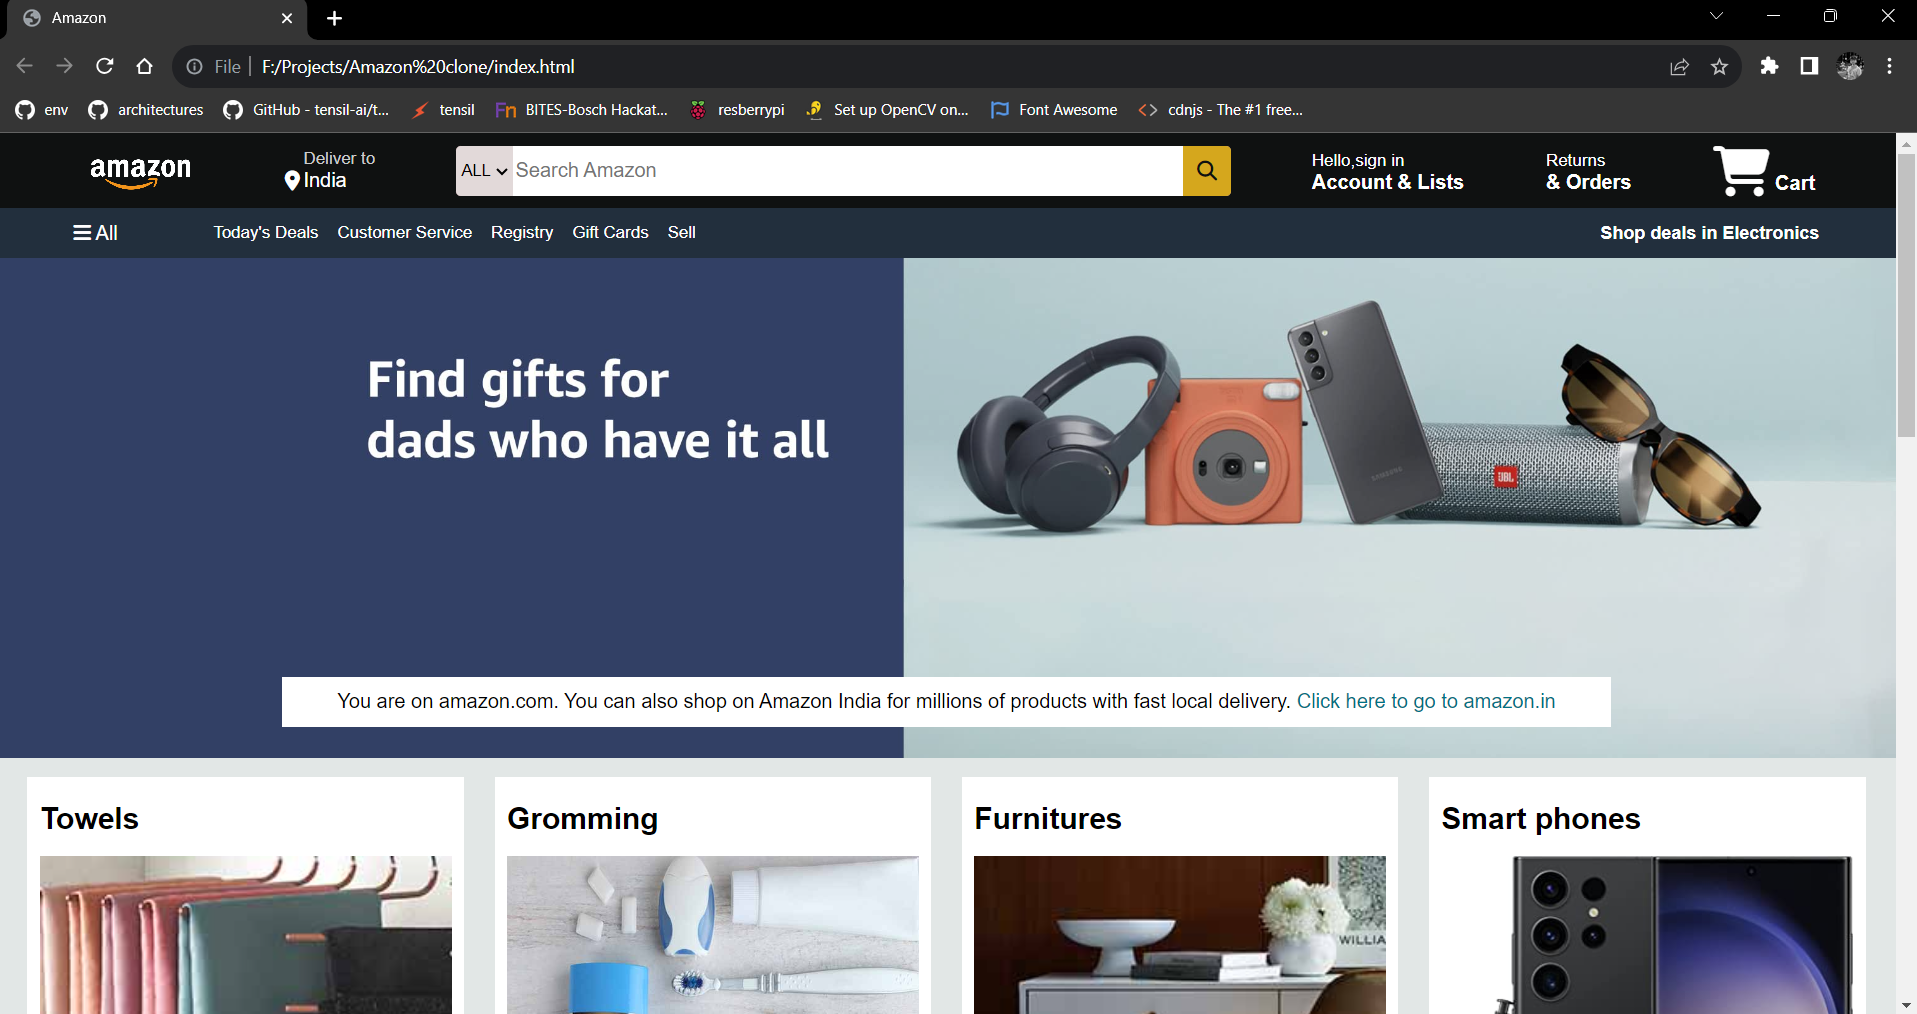 Amazon
File | F:/Projects/Amazon%20clone/index.html
env architectures GitHub - tensil-ai/t... tensil BITES-Bosch Hackat... resberrypi Set up OpenCV on... Font Awesome cdnjs - The #1 free...
amazon
Deliver to
India
ALL Search Amazon
Hello,sign in
Account & Lists
Returns
& Orders
Cart
All Today's Deals Customer Service Registry Gift Cards Sell Shop deals in Electronics
Find gifts for
dads who have it all
SAMSUNG
JBL
You are on amazon.com. You can also shop on Amazon India for millions of products with fast local delivery. Click here to go to amazon.in
Towels Gromming Furnitures Smart phones
WILLIA